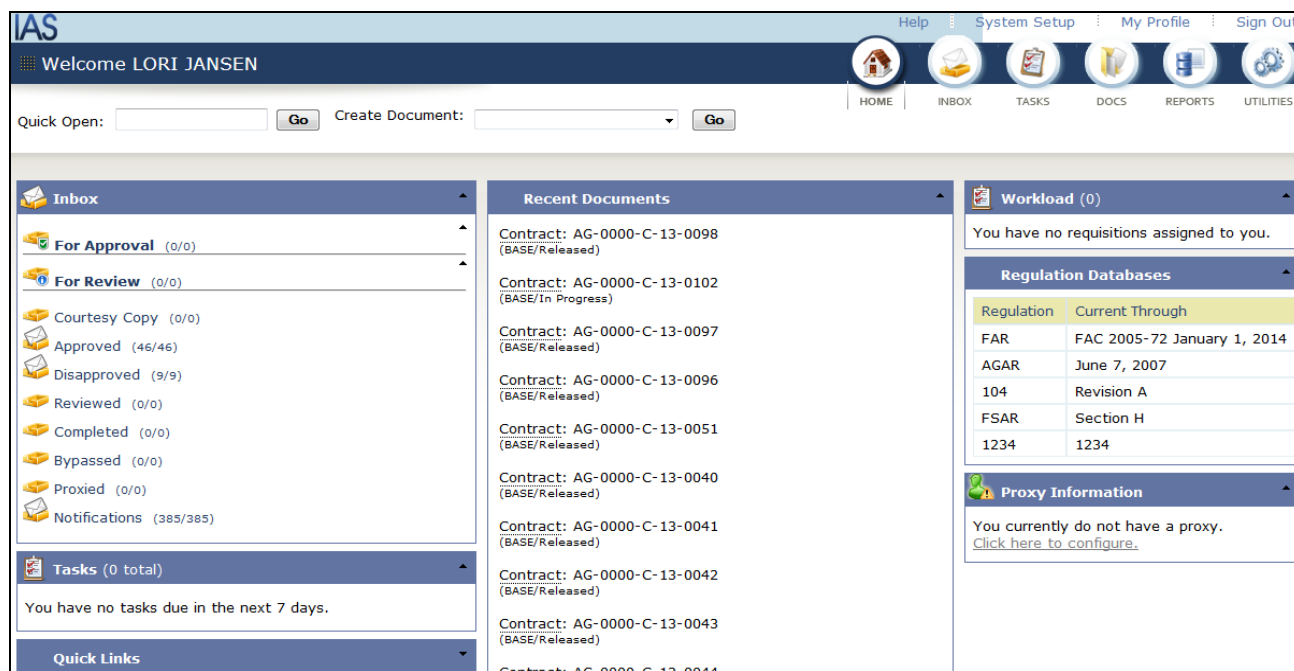 IAS
Help System Setup My Profile Sign Out
Welcome LORI JANSEN
HOME INBOX TASKS DOCS REPORTS UTILITIES
Quick Open: Go Create Document: Go
Inbox
For Approval (0/0)
For Review (0/0)
Courtesy Copy (0/0)
Approved (46/46)
Disapproved (9/9)
Reviewed (0/0)
Completed (0/0)
Bypassed (0/0)
Proxied (0/0)
Notifications (385/385)
Tasks (0 total)
You have no tasks due in the next 7 days.
Quick Links
Recent Documents
Contract: AG-0000-C-13-0098
(BASE/Released)
Contract: AG-0000-C-13-0102
(BASE/In Progress)
Contract: AG-0000-C-13-0097
(BASE/Released)
Contract: AG-0000-C-13-0096
(BASE/Released)
Contract: AG-0000-C-13-0051
(BASE/Released)
Contract: AG-0000-C-13-0040
(BASE/Released)
Contract: AG-0000-C-13-0041
(BASE/Released)
Contract: AG-0000-C-13-0042
(BASE/Released)
Contract: AG-0000-C-13-0043
(BASE/Released)
Contract: AG-0000-C-13-0044
Workload (0)
You have no requisitions assigned to you.
Regulation Databases
Regulation Current Through
FAR FAC 2005-72 January 1, 2014
AGAR June 7, 2007
104 Revision A
FSAR Section H
1234 1234
Proxy Information
You currently do not have a proxy.
Click here to configure.